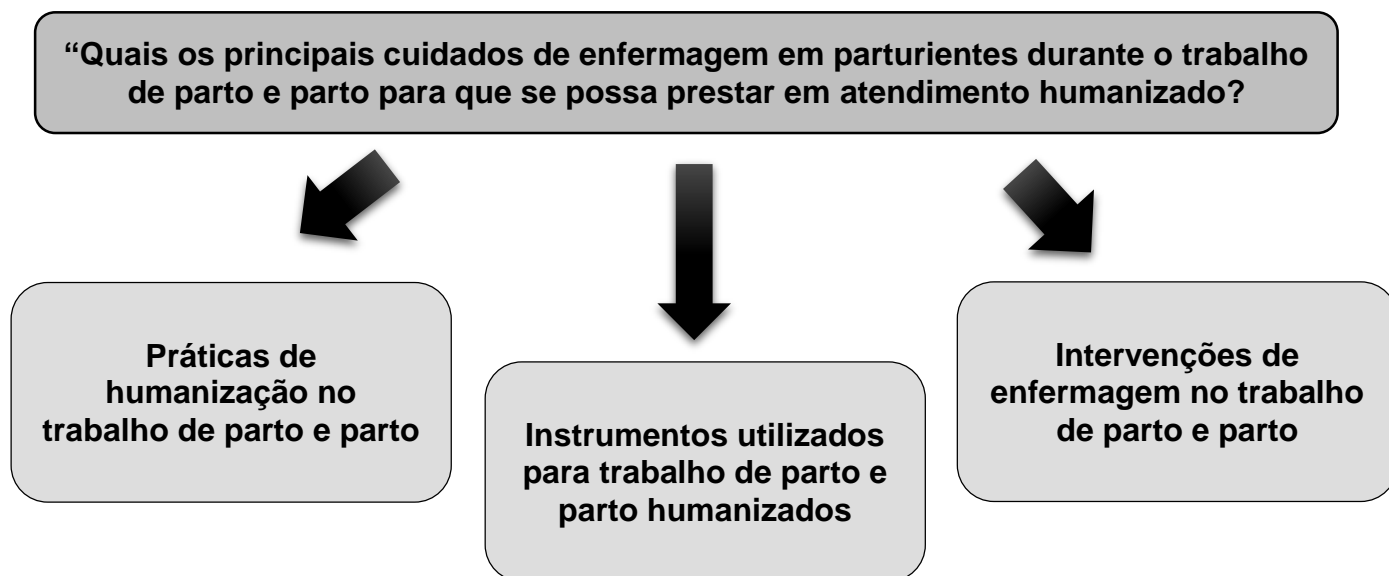 “Quais os principais cuidados de enfermagem em parturientes durante o trabalho
de parto e parto para que se possa prestar em atendimento humanizado?
Práticas de
humanização no
trabalho de parto e parto
Instrumentos utilizados
para trabalho de parto e
parto humanizados
Intervenções de
enfermagem no trabalho
de parto e parto